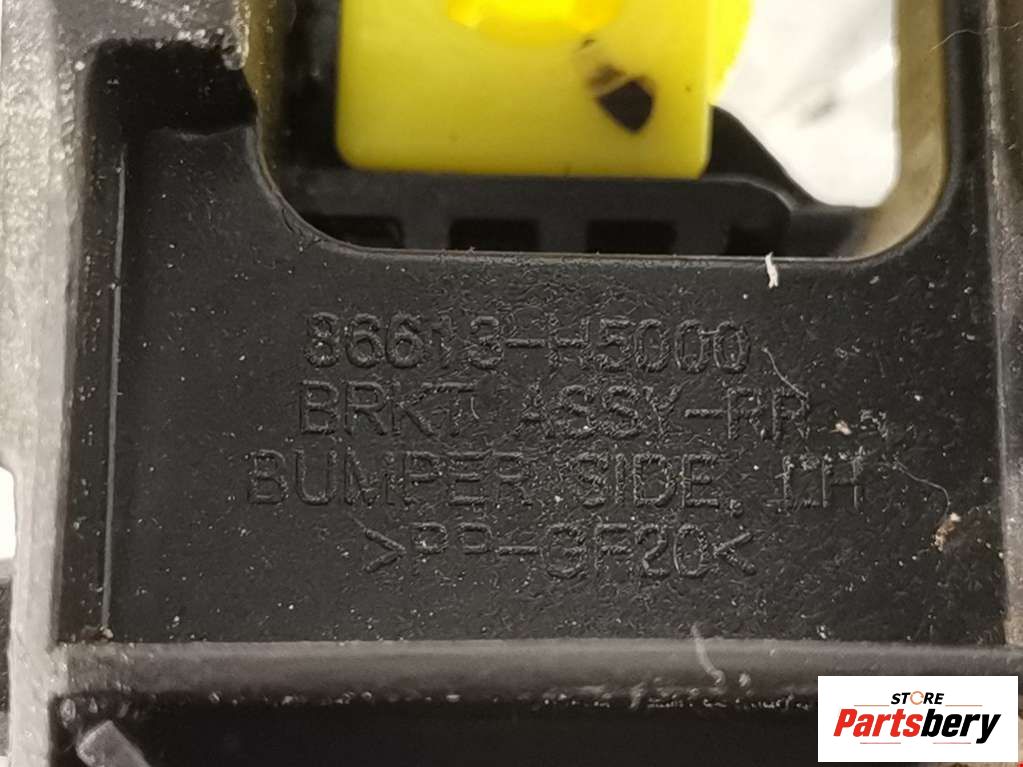 86613-H5000
BRKT ASSY-RR
BUMPER SIDE, LH
>PP-GF20<
STORE
Partsbery